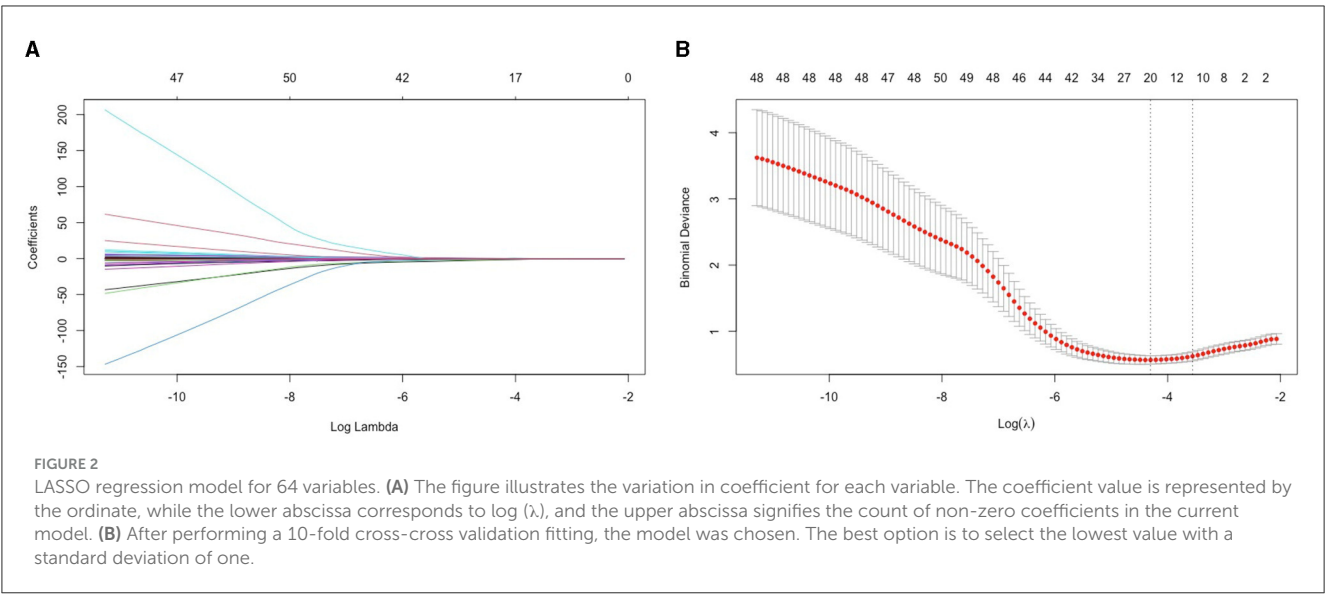 A
47 50 42 17 0
200
150
100
50
0
-50
-100
-150
Coefficients
-10 -8 -6 -4 -2
Log Lambda
B
48 48 48 48 48 48 47 48 50 49 48 46 44 42 34 27 20 12 10 8 2 2
4
3
2
1
Binomial Deviance
-10 -8 -6 -4 -2
Log(λ)
FIGURE 2
LASSO regression model for 64 variables. (A) The figure illustrates the variation in coefficient for each variable. The coefficient value is represented by
the ordinate, while the lower abscissa corresponds to log (λ), and the upper abscissa signifies the count of non-zero coefficients in the current
model. (B) After performing a 10-fold cross-cross validation fitting, the model was chosen. The best option is to select the lowest value with a
standard deviation of one.